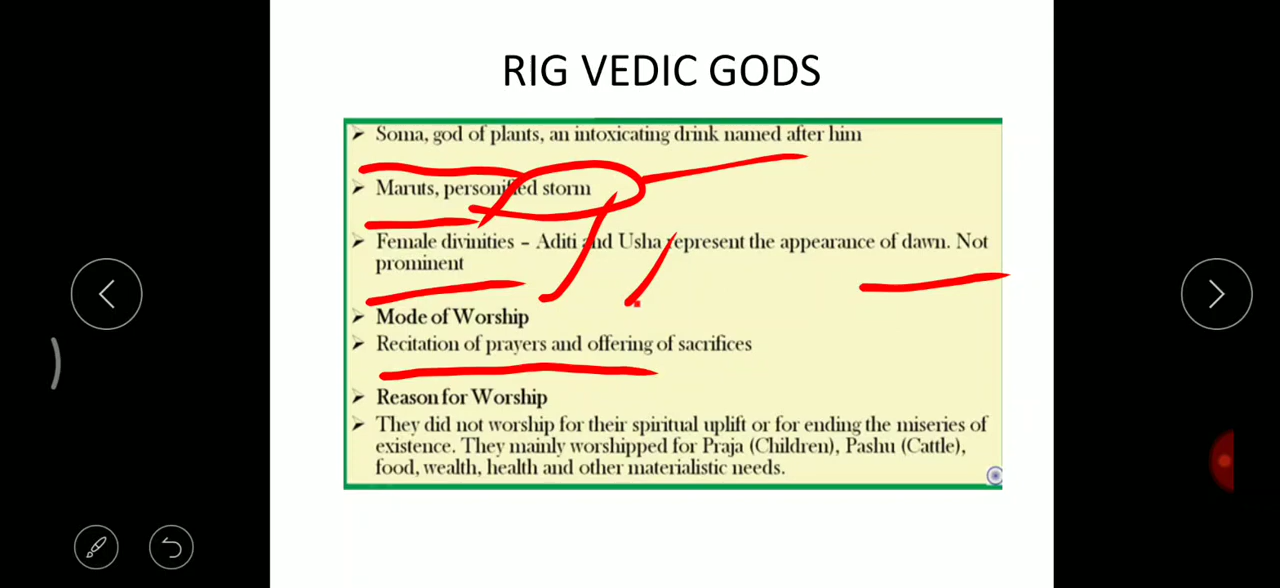 RIG VEDIC GODS
➢ Soma, god of plants, an intoxicating drink named after him
➢ Maruts, personified storm
➢ Female divinities – Aditi and Usha represent the appearance of dawn. Not
prominent
➢ Mode of Worship
➢ Recitation of prayers and offering of sacrifices
➢ Reason for Worship
➢ They did not worship for their spiritual uplift or for ending the miseries of
existence. They mainly worshipped for Praja (Children), Pashu (Cattle),
food, wealth, health and other materialistic needs.